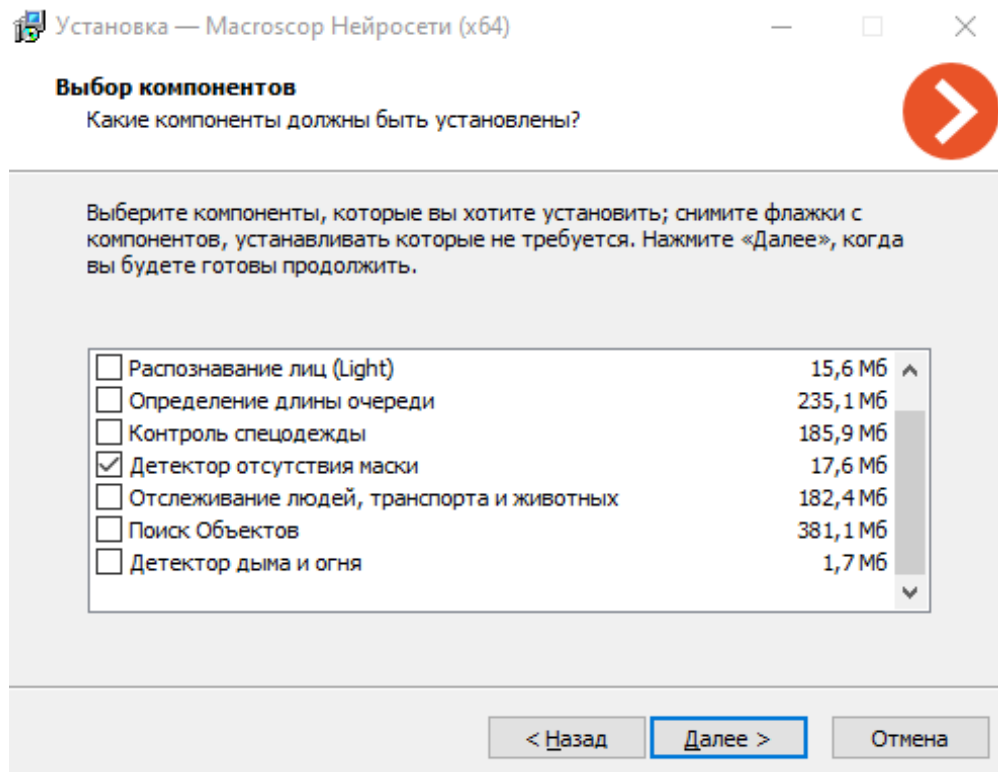 Установка — Macroscop Нейросети (x64)
Выбор компонентов
Какие компоненты должны быть установлены?
Выберите компоненты, которые вы хотите установить; снимите флажки с
компонентов, устанавливать которые не требуется. Нажмите «Далее», когда
вы будете готовы продолжить.
Распознавание лиц (Light) 15,6 Мб
Определение длины очереди 235,1 Мб
Контроль спецодежды 185,9 Мб
Детектор отсутствия маски 17,6 Мб
Отслеживание людей, транспорта и животных 182,4 Мб
Поиск Объектов 381,1 Мб
Детектор дыма и огня 1,7 Мб
< Назад Далее > Отмена